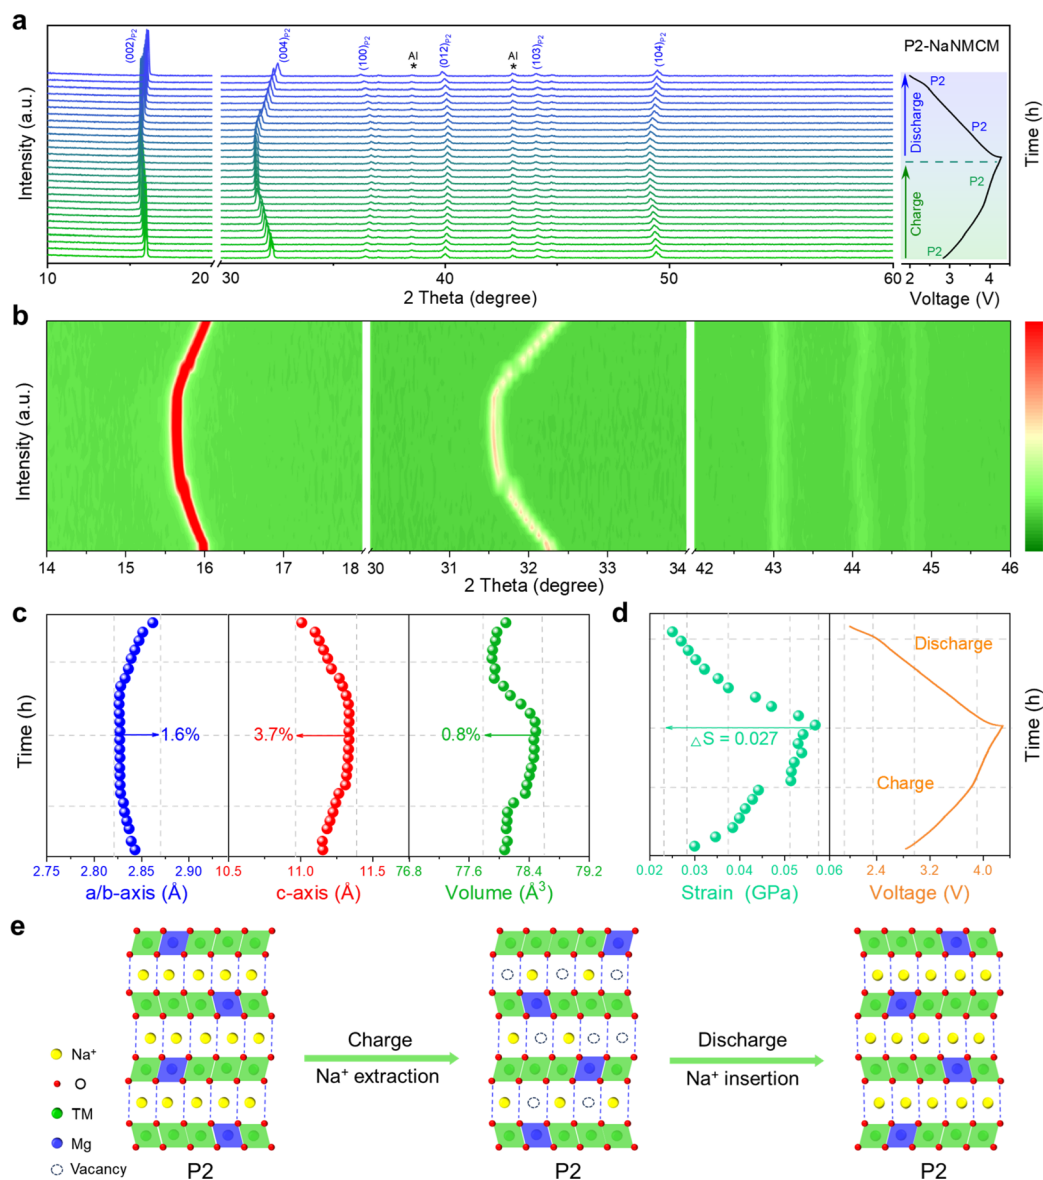 a
Intensity (a.u.)
(002)P2
(004)P2
(100)P2
Al
*
(012)P2
Al
*
(103)P2
(104)P2
10
20
30
40
50
60
2 Theta (degree)
P2-NaNMCM
P2
Discharge
P2
P2
Charge
P2
2
3
4
Voltage (V)
Time (h)
b
Intensity (a.u.)
14
15
16
17
18
30
31
32
33
34
42
43
44
45
46
2 Theta (degree)
c
Time (h)
1.6%
3.7%
0.8%
2.75
2.80
2.85
2.90
10.5
11.0
11.5
76.8
77.6
78.4
79.2
a/b-axis (Å)
c-axis (Å)
Volume (Å³)
d
△S = 0.027
Discharge
Charge
0.02
0.03
0.04
0.05
0.06
2.4
3.2
4.0
Strain (GPa)
Voltage (V)
Time (h)
e
Na⁺
O
TM
Mg
Vacancy
Charge
Na⁺ extraction
Discharge
Na⁺ insertion
P2
P2
P2